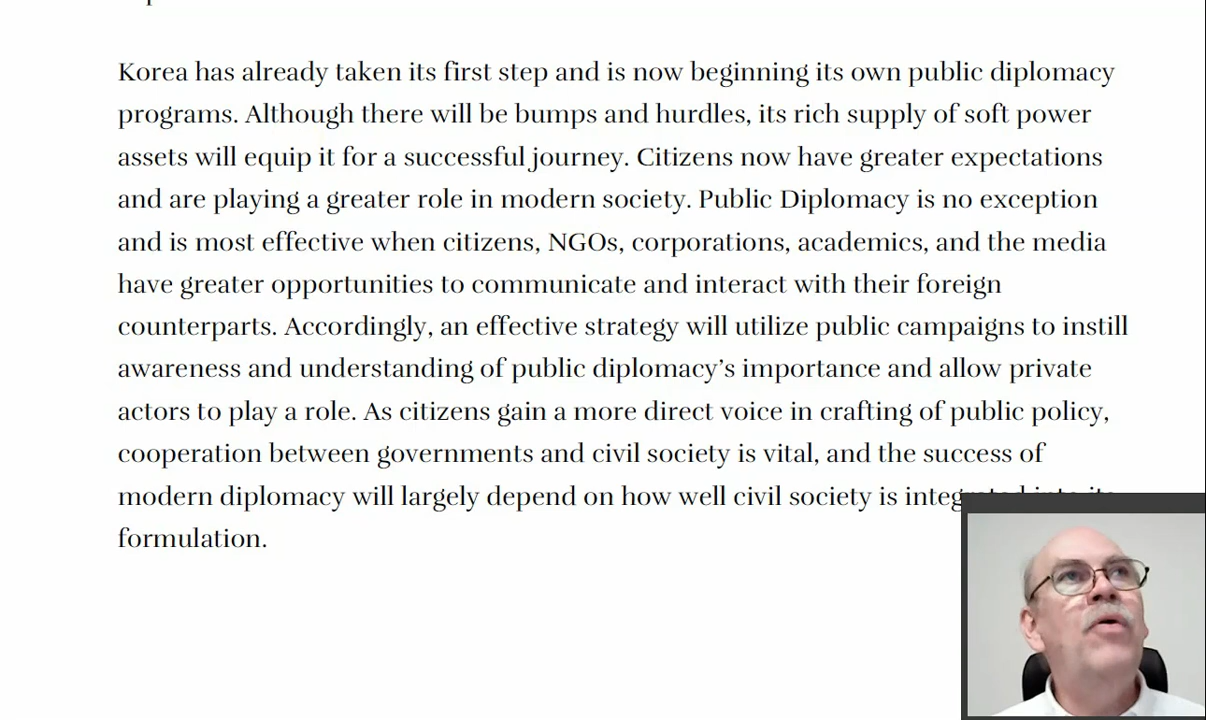 Korea has already taken its first step and is now beginning its own public diplomacy
programs. Although there will be bumps and hurdles, its rich supply of soft power
assets will equip it for a successful journey. Citizens now have greater expectations
and are playing a greater role in modern society. Public Diplomacy is no exception
and is most effective when citizens, NGOs, corporations, academics, and the media
have greater opportunities to communicate and interact with their foreign
counterparts. Accordingly, an effective strategy will utilize public campaigns to instill
awareness and understanding of public diplomacy’s importance and allow private
actors to play a role. As citizens gain a more direct voice in crafting of public policy,
cooperation between governments and civil society is vital, and the success of
modern diplomacy will largely depend on how well civil society is integrated into its
formulation.